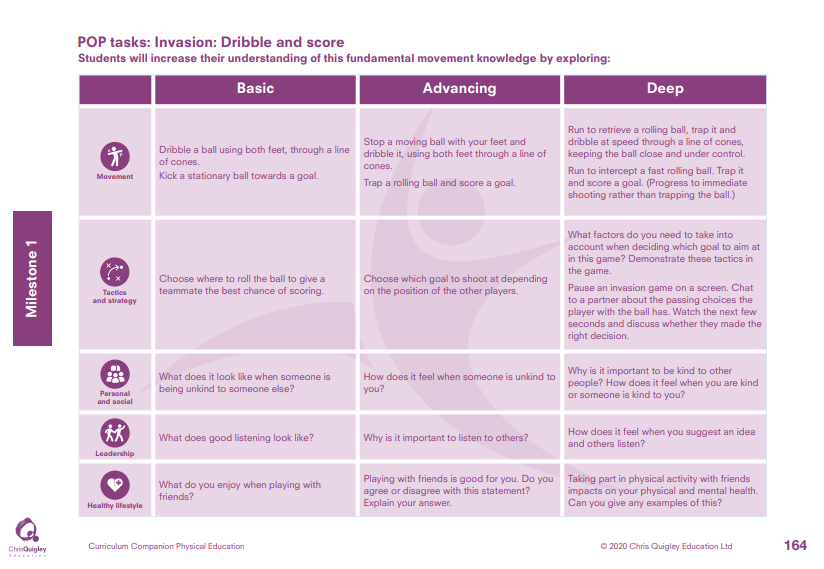 POP tasks: Invasion: Dribble and score
Students will increase their understanding of this fundamental movement knowledge by exploring:
Basic
Advancing
Deep
Movement
Dribble a ball using both feet, through a line
of cones.
Kick a stationary ball towards a goal.
Stop a moving ball with your feet and
dribble it, using both feet through a line of
cones.
Trap a rolling ball and score a goal.
Run to retrieve a rolling ball, trap it and
dribble at speed through a line of cones,
keeping the ball close and under control.
Run to intercept a fast rolling ball. Trap it
and score a goal. (Progress to immediate
shooting rather than trapping the ball.)
Milestone 1
Tactics
and strategy
Choose where to roll the ball to give a
teammate the best chance of scoring.
Choose which goal to shoot at depending
on the position of the other players.
What factors do you need to take into
account when deciding which goal to aim at
in this game? Demonstrate these tactics in
the game.
Pause an invasion game on a screen. Chat
to a partner about the passing choices the
player with the ball has. Watch the next few
seconds and discuss whether they made the
right decision.
Personal
and social
What does it look like when someone is
being unkind to someone else?
How does it feel when someone is unkind to
you?
Why is it important to be kind to other
people? How does it feel when you are kind
or someone is kind to you?
Leadership
What does good listening look like?
Why is it important to listen to others?
How does it feel when you suggest an idea
and others listen?
Healthy lifestyle
What do you enjoy when playing with
friends?
Playing with friends is good for you. Do you
agree or disagree with this statement?
Explain your answer.
Taking part in physical activity with friends
impacts on your physical and mental health.
Can you give any examples of this?
ChrisQuigley
Education
Curriculum Companion Physical Education
© 2020 Chris Quigley Education Ltd
164